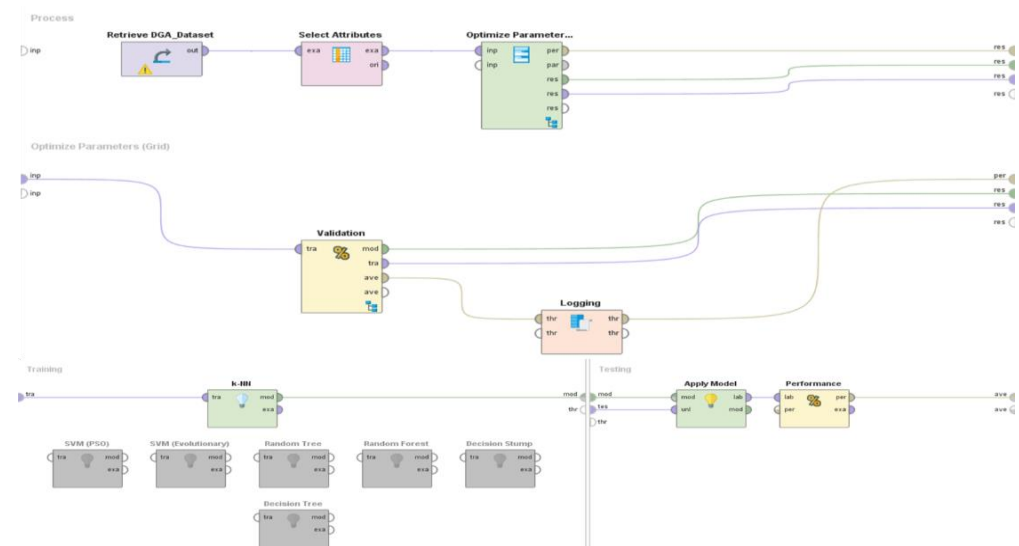 Process
Retrieve DGA_Dataset Select Attributes Optimize Parameter...
inp out exa exa inp per res
ori inp par res
res res
res res
res
Optimize Parameters (Grid)
inp per
inp res
res
res
Validation
tra mod
tra
ave
ave
Logging
thr thr
thr thr
Training Testing
k-NN Apply Model Performance
tra tra mod mod mod mod lab lab per ave
exa thr tes unl mod per exa ave
thr
SVM (PSO) SVM (Evolutionary) Random Tree Random Forest Decision Stump
tra mod tra mod tra mod tra mod tra mod
exa exa exa exa exa
Decision Tree
tra mod
exa